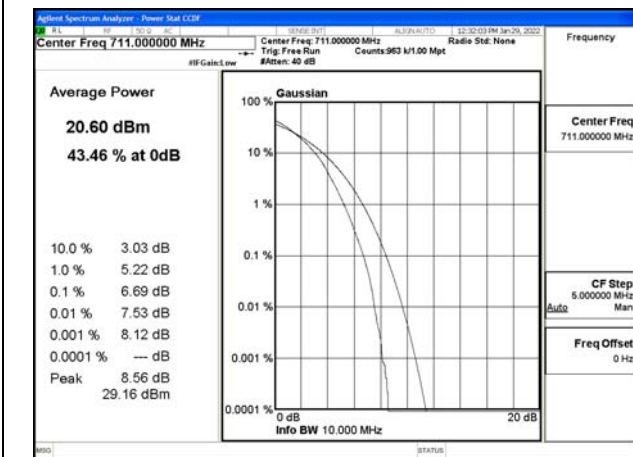 Agilent Spectrum Analyzer - Power Stat CCDF
RL RF 50 Ω AC SENSE:INT ALIGN AUTO 12:32:03 PM Jan 29, 2022
Center Freq 711.000000 MHz
Center Freq: 711.000000 MHz Radio Std: None
Trig: Free Run Counts:963 k/1.00 Mpt
#IFGain:Low #Atten: 40 dB
Frequency
Average Power
20.60 dBm
43.46 % at 0dB
10.0 % 3.03 dB
1.0 % 5.22 dB
0.1 % 6.69 dB
0.01 % 7.53 dB
0.001 % 8.12 dB
0.0001 % --- dB
Peak 8.56 dB
29.16 dBm
Gaussian
100 %
10 %
1 %
0.1 %
0.01 %
0.001 %
0.0001 %
0 dB 20 dB
Info BW 10.000 MHz
Center Freq
711.000000 MHz
CF Step
5.000000 MHz
Auto Man
Freq Offset
0 Hz
MSG STATUS